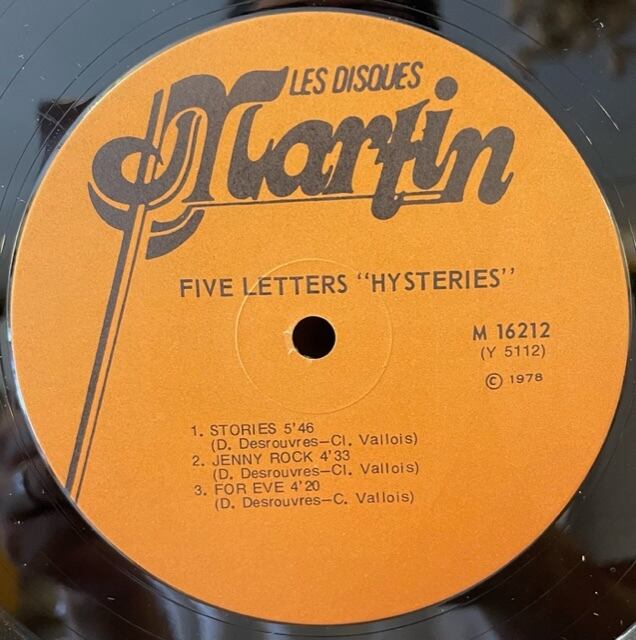 LES DISQUES
Martin
FIVE LETTERS "HYSTERIES"
M 16212
(Y 5112)
© 1978
1. STORIES 5'46
(D. Desrouvres—Cl. Vallois)
2. JENNY ROCK 4'33
(D. Desrouvres—Cl. Vallois)
3. FOR EVE 4'20
(D. Desrouvres—C. Vallois)